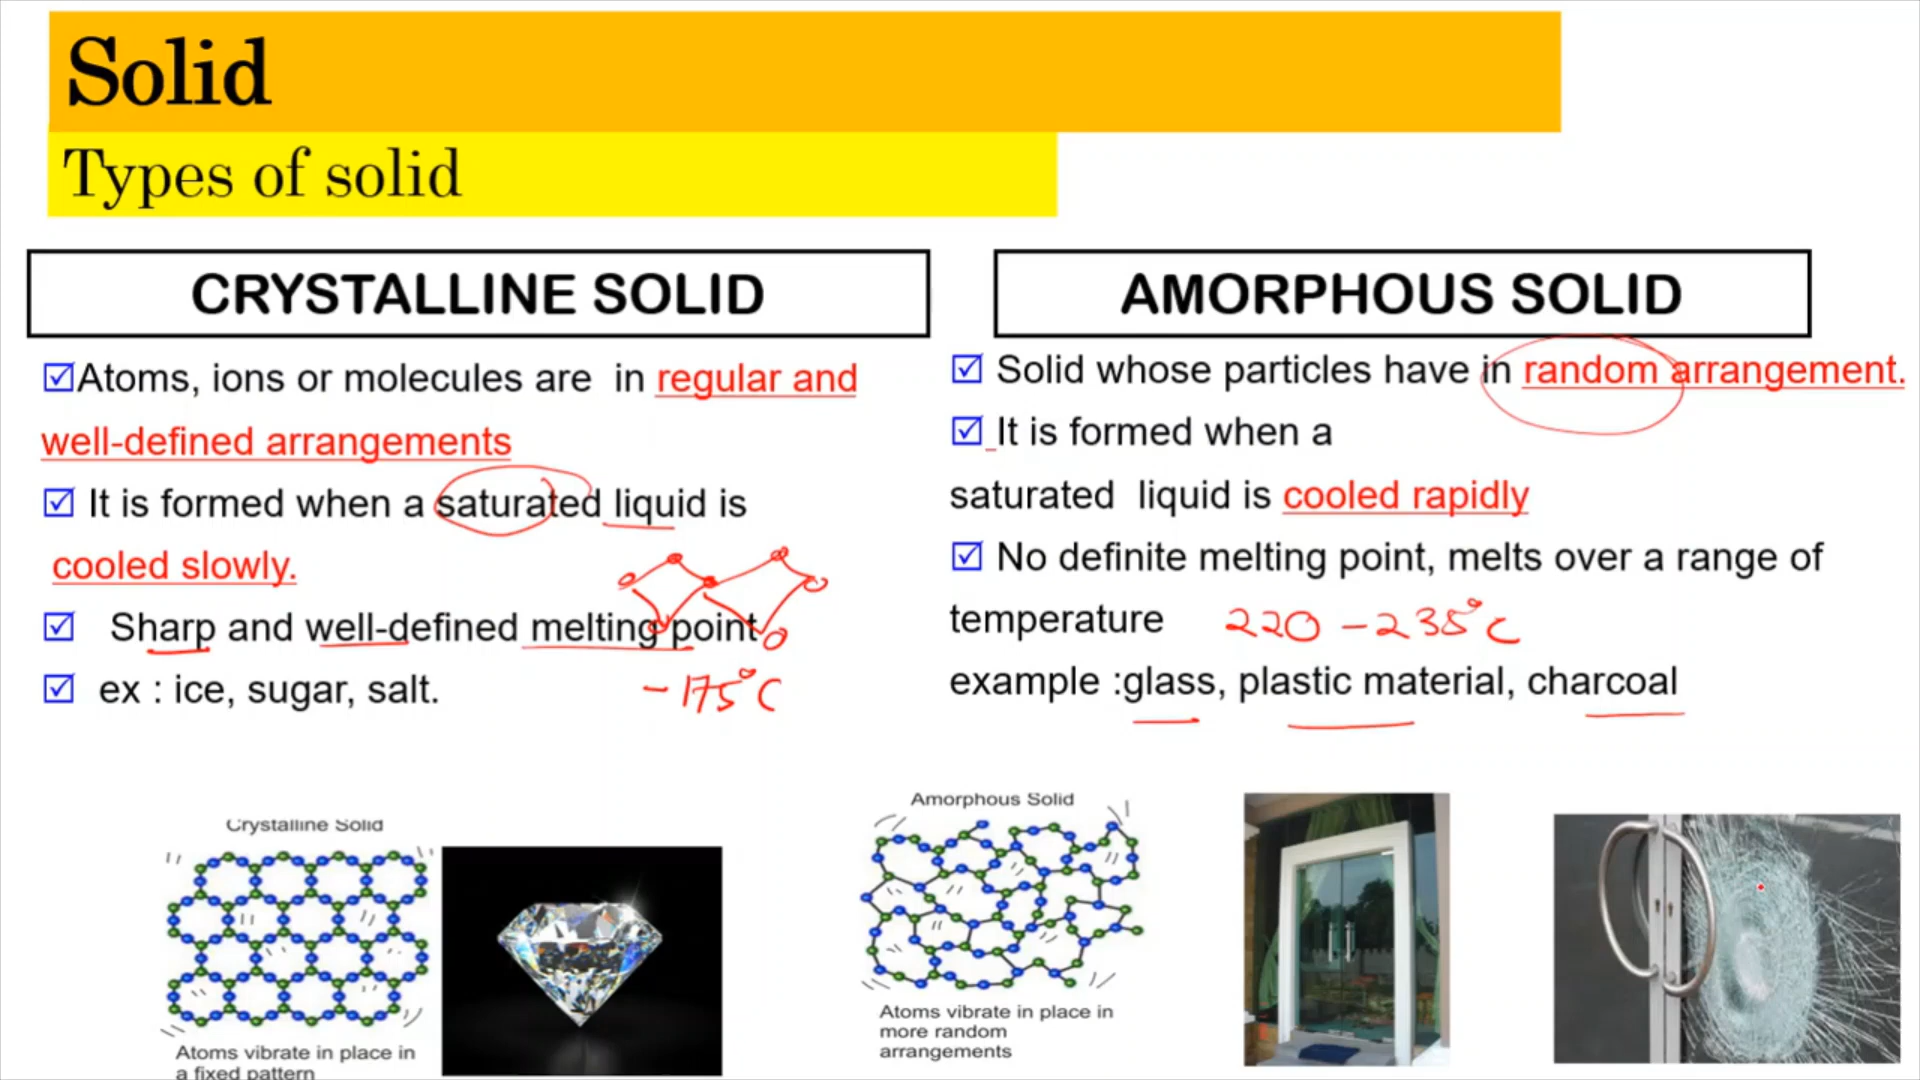 Solid
Types of solid
CRYSTALLINE SOLID
☑Atoms, ions or molecules are in regular and
well-defined arrangements
☑ It is formed when a saturated liquid is
cooled slowly.
☑ Sharp and well-defined melting point
☑ ex : ice, sugar, salt.
-175°C
Crystalline Solid
Atoms vibrate in place in
a fixed pattern
AMORPHOUS SOLID
☑ Solid whose particles have in random arrangement.
☑ It is formed when a
saturated liquid is cooled rapidly
☑ No definite melting point, melts over a range of
temperature 220 - 235°C
example :glass, plastic material, charcoal
Amorphous Solid
Atoms vibrate in place in
more random
arrangements